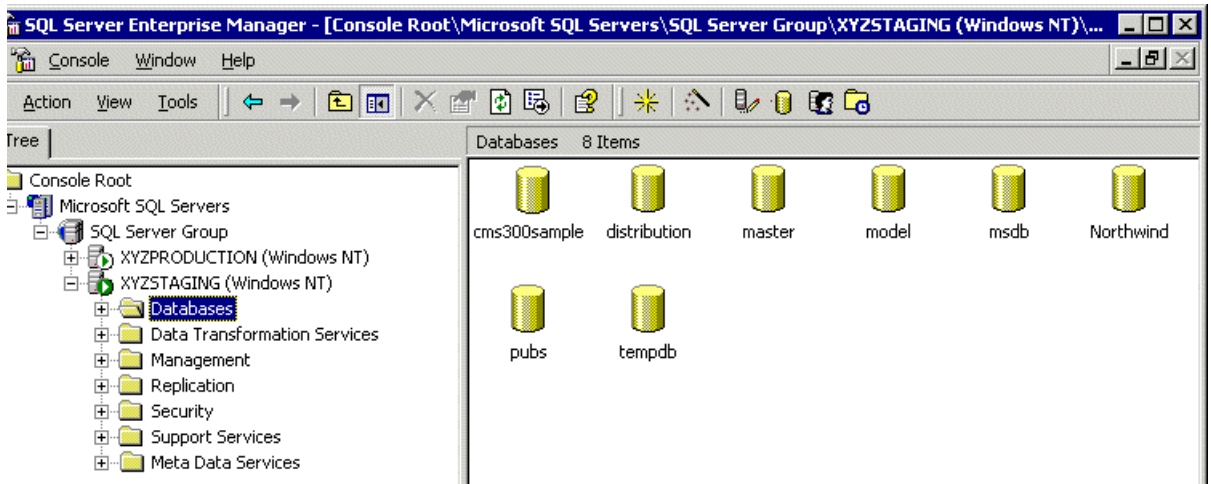 SQL Server Enterprise Manager - [Console Root\Microsoft SQL Servers\SQL Server Group\XYZSTAGING (Windows NT)\...
Console Window Help
Action View Tools
Tree
Databases 8 Items
Console Root
Microsoft SQL Servers
SQL Server Group
XYZPRODUCTION (Windows NT)
XYZSTAGING (Windows NT)
Databases
Data Transformation Services
Management
Replication
Security
Support Services
Meta Data Services
cms300sample distribution master model msdb Northwind
pubs tempdb